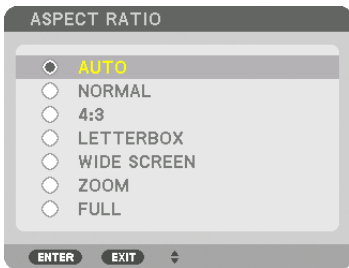 ASPECT RATIO
AUTO
NORMAL
4:3
LETTERBOX
WIDE SCREEN
ZOOM
FULL
ENTER EXIT